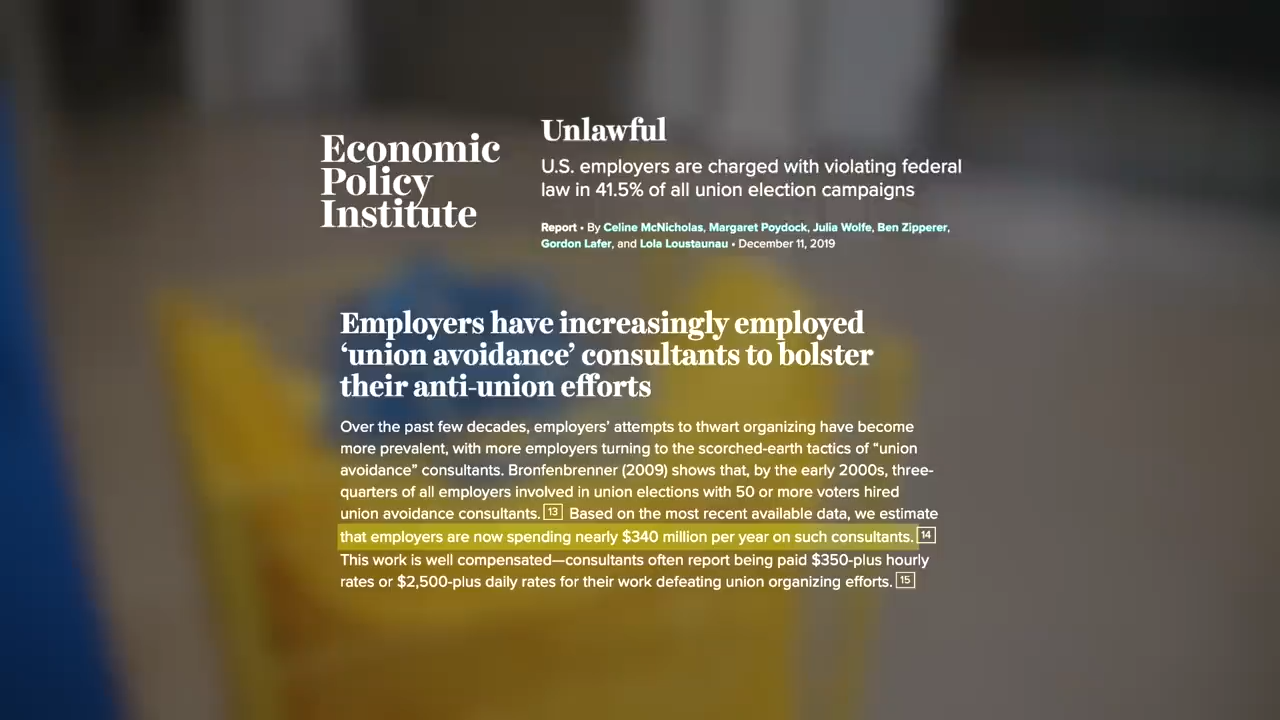 Economic
Policy
Institute
Unlawful
U.S. employers are charged with violating federal
law in 41.5% of all union election campaigns
Report • By Celine McNicholas, Margaret Poydock, Julia Wolfe, Ben Zipperer,
Gordon Lafer, and Lola Loustaunau • December 11, 2019
Employers have increasingly employed
‘union avoidance’ consultants to bolster
their anti-union efforts
Over the past few decades, employers’ attempts to thwart organizing have become
more prevalent, with more employers turning to the scorched-earth tactics of “union
avoidance” consultants. Bronfenbrenner (2009) shows that, by the early 2000s, three-
quarters of all employers involved in union elections with 50 or more voters hired
union avoidance consultants. 13 Based on the most recent available data, we estimate
that employers are now spending nearly $340 million per year on such consultants. 14
This work is well compensated—consultants often report being paid $350-plus hourly
rates or $2,500-plus daily rates for their work defeating union organizing efforts. 15